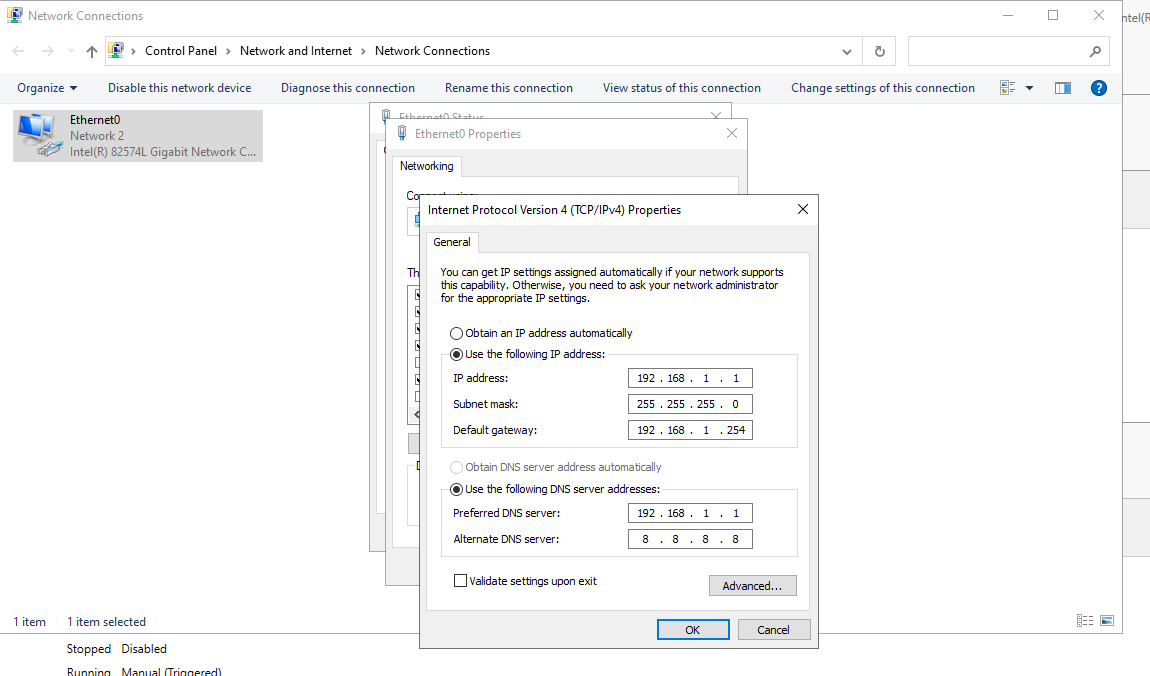 Network Connections
ntel(R
Control Panel > Network and Internet > Network Connections
Organize Disable this network device Diagnose this connection Rename this connection View status of this connection Change settings of this connection
Ethernet0
Network 2
Intel(R) 82574L Gigabit Network C...
Ethernet0 Status
Ethernet0 Properties
Networking
Connect using:
Th
Internet Protocol Version 4 (TCP/IPv4) Properties
General
You can get IP settings assigned automatically if your network supports
this capability. Otherwise, you need to ask your network administrator
for the appropriate IP settings.
Obtain an IP address automatically
Use the following IP address:
IP address: 192 . 168 . 1 . 1
Subnet mask: 255 . 255 . 255 . 0
Default gateway: 192 . 168 . 1 . 254
Obtain DNS server address automatically
Use the following DNS server addresses:
Preferred DNS server: 192 . 168 . 1 . 1
Alternate DNS server: 8 . 8 . 8 . 8
Validate settings upon exit
Advanced...
OK Cancel
1 item 1 item selected
Stopped Disabled
Running Manual (Triggered)